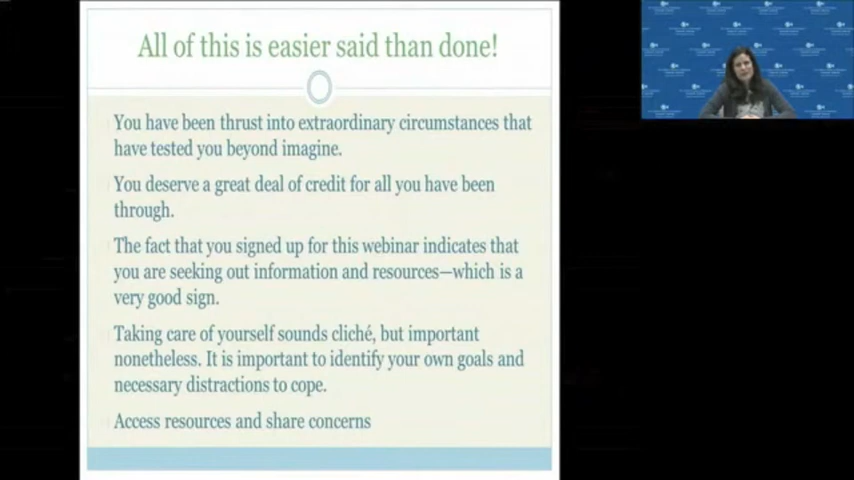 All of this is easier said than done!
You have been thrust into extraordinary circumstances that
have tested you beyond imagine.
You deserve a great deal of credit for all you have been
through.
The fact that you signed up for this webinar indicates that
you are seeking out information and resources—which is a
very good sign.
Taking care of yourself sounds cliché, but important
nonetheless. It is important to identify your own goals and
necessary distractions to cope.
Access resources and share concerns